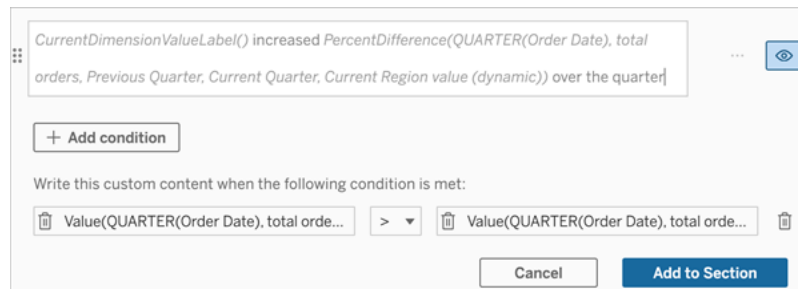 CurrentDimensionValueLabel() increased PercentDifference(QUARTER(Order Date), total
orders, Previous Quarter, Current Quarter, Current Region value (dynamic)) over the quarter
+ Add condition
Write this custom content when the following condition is met:
Value(QUARTER(Order Date), total orde... > Value(QUARTER(Order Date), total orde...
Cancel Add to Section